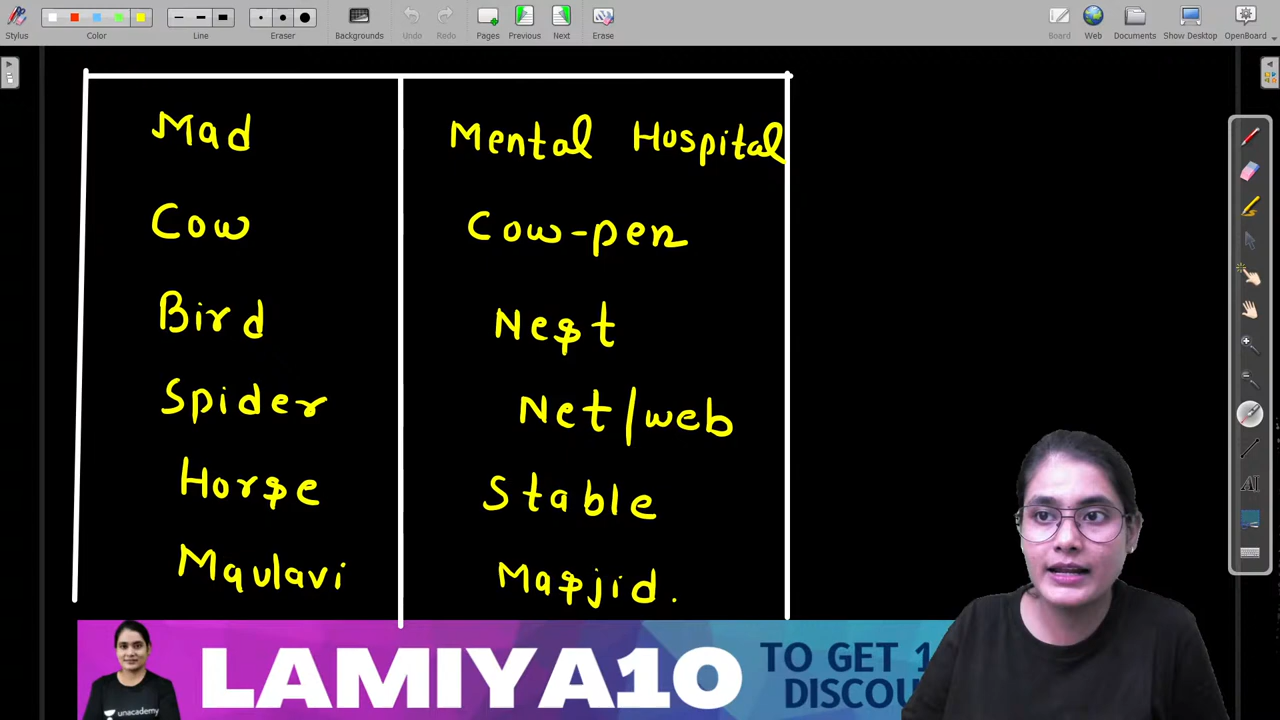 Stylus
Color
Line
Eraser
Backgrounds
Undo
Redo
Pages
Previous
Next
Erase
Board
Web
Documents
Show Desktop
OpenBoard
Mad Mental Hospital
Cow Cow-pen
Bird Nest
Spider Net/web
Horse Stable
Maulavi Masjid.
AI
unacademy
LAMIYA10
TO GET 1
DISCOU